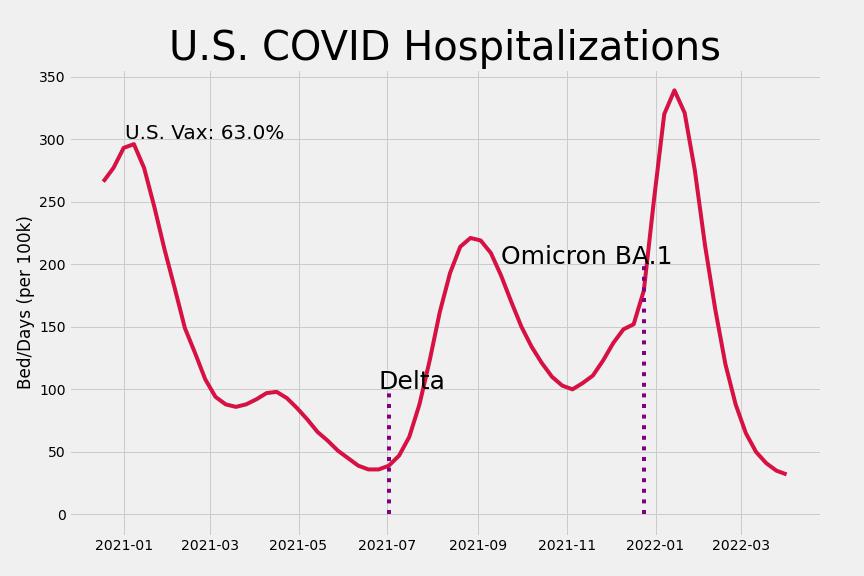 U.S. COVID Hospitalizations
350
300
250
200
150
100
50
0
Bed/Days (per 100k)
U.S. Vax: 63.0%
Omicron BA.1
Delta
2021-01 2021-03 2021-05 2021-07 2021-09 2021-11 2022-01 2022-03